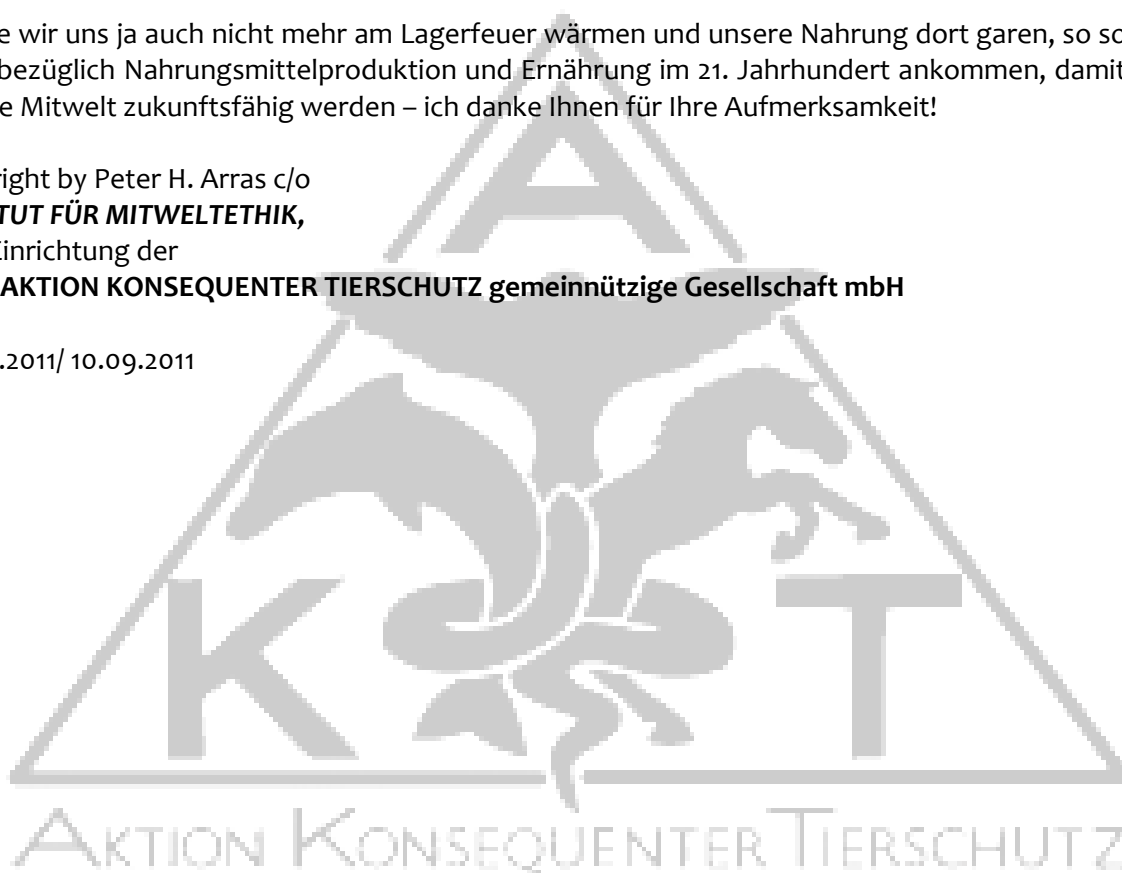 e wir uns ja auch nicht mehr am Lagerfeuer wärmen und unsere Nahrung dort garen, so so
bezüglich Nahrungsmittelproduktion und Ernährung im 21. Jahrhundert ankommen, damit
e Mitwelt zukunftsfähig werden – ich danke Ihnen für Ihre Aufmerksamkeit!
right by Peter H. Arras c/o
TUT FÜR MITWELTETHIK,
Einrichtung der
AKTION KONSEQUENTER TIERSCHUTZ gemeinnützige Gesellschaft mbH
.2011/ 10.09.2011
A
K T
AKTION KONSEQUENTER TIERSCHUTZ